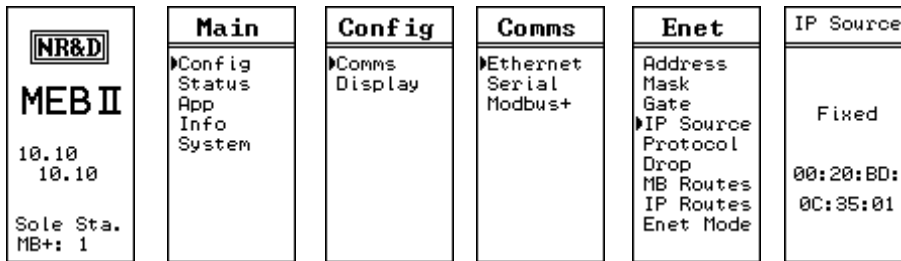 NR&D
MEB II
10.10
10.10
Sole Sta.
MB+: 1
Main
Config
Status
App
Info
System
Config
Comms
Display
Comms
Ethernet
Serial
Modbus+
Enet
Address
Mask
Gate
IP Source
Protocol
Drop
MB Routes
IP Routes
Enet Mode
IP Source
Fixed
00:20:BD:
0C:35:01